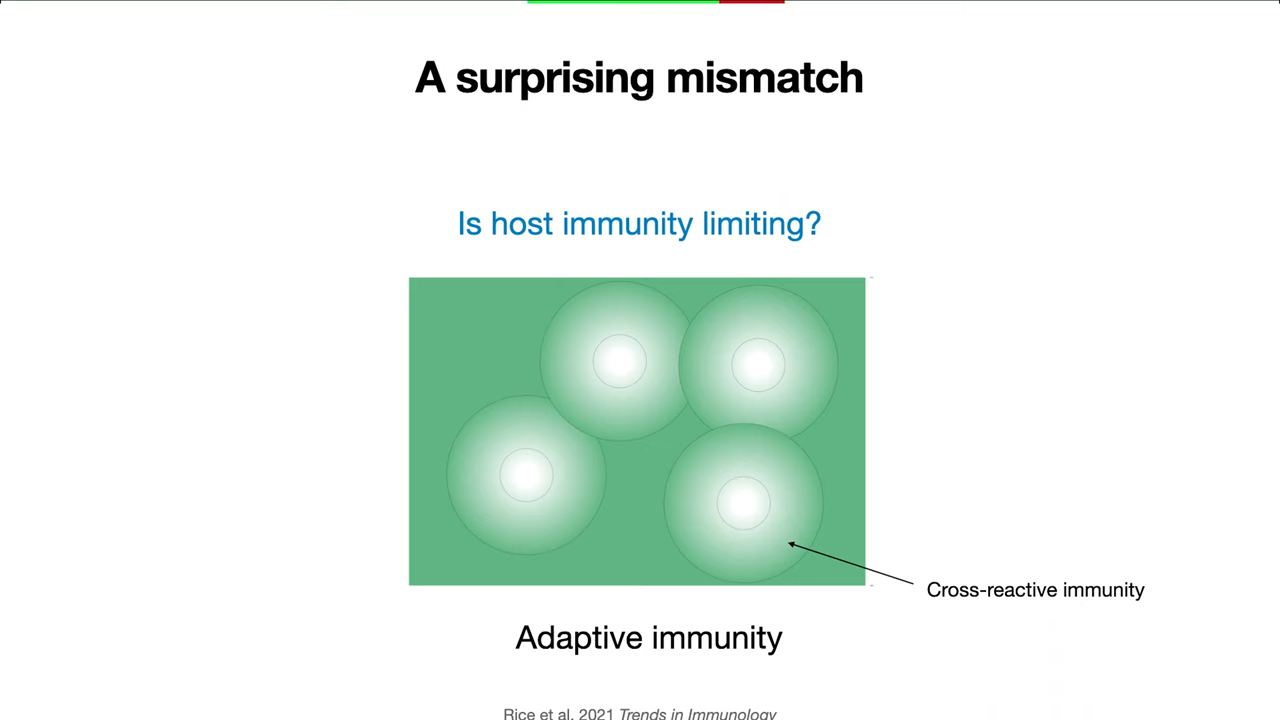 A surprising mismatch
Is host immunity limiting?
Cross-reactive immunity
Adaptive immunity
Rice et al. 2021 Trends in Immunology